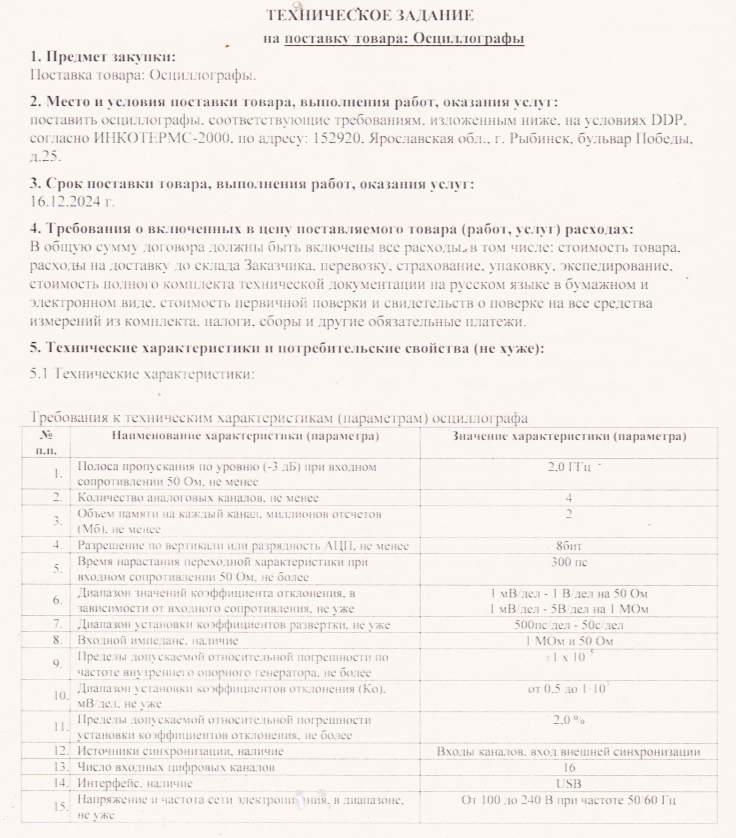 ТЕХНИЧЕСКОЕ ЗАДАНИЕ
на поставку товара: Осциллографы
1. Предмет закупки:
Поставка товара: Осциллографы.
2. Место и условия поставки товара, выполнения работ, оказания услуг:
поставить осциллографы, соответствующие требованиям, изложенным ниже, на условиях DDP,
согласно ИНКОТЕРМС-2000, по адресу: 152920, Ярославская обл., г. Рыбинск, бульвар Победы,
д.25.
3. Срок поставки товара, выполнения работ, оказания услуг:
16.12.2024 г.
4. Требования о включенных в цену поставляемого товара (работ, услуг) расходах:
В общую сумму договора должны быть включены все расходы, в том числе: стоимость товара,
расходы на доставку до склада Заказчика, перевозку, страхование, упаковку, экспедирование,
стоимость полного комплекта технической документации на русском языке в бумажном и
электронном виде, стоимость первичной поверки и свидетельств о поверке на все средства
измерений из комплекта, налоги, сборы и другие обязательные платежи.
5. Технические характеристики и потребительские свойства (не хуже):
5.1 Технические характеристики:
Требования к техническим характеристикам (параметрам) осциллографа
№ п.п. Наименование характеристики (параметра) Значение характеристики (параметра)
1. Полоса пропускания по уровню (-3 дБ) при входном
сопротивлении 50 Ом, не менее 2,0 ГГц
2. Количество аналоговых каналов, не менее 4
3. Объем памяти на каждый канал, миллионов отсчетов
(Мб), не менее 2
4. Разрешение по вертикали или разрядность АЦП, не менее 8бит
5. Время нарастания переходной характеристики при
входном сопротивлении 50 Ом, не более 300 пс
6. Диапазон значений коэффициента отклонения, в
зависимости от входного сопротивления, не уже
1 мВ/дел - 1 В/дел на 50 Ом
1 мВ/дел - 5В/дел на 1 МОм
7. Диапазон установки коэффициентов развертки, не уже 500пс/дел - 50с/дел
8. Входной импеданс, наличие 1 МОм и 50 Ом
9. Пределы допускаемой относительной погрешности по
частоте внутреннего опорного генератора, не более ±1 x 10⁻⁵
10. Диапазон установки коэффициентов отклонения (Ко),
мВ/дел, не уже от 0,5 до 1·10
11. Пределы допускаемой относительной погрешности
установки коэффициентов отклонения, не более 2,0 %
12. Источники синхронизации, наличие Входы каналов, вход внешней синхронизации
13. Число входных цифровых каналов 16
14. Интерфейс, наличие USB
15. Напряжение и частота сети электропитания, в диапазоне,
не уже От 100 до 240 В при частоте 50/60 Гц